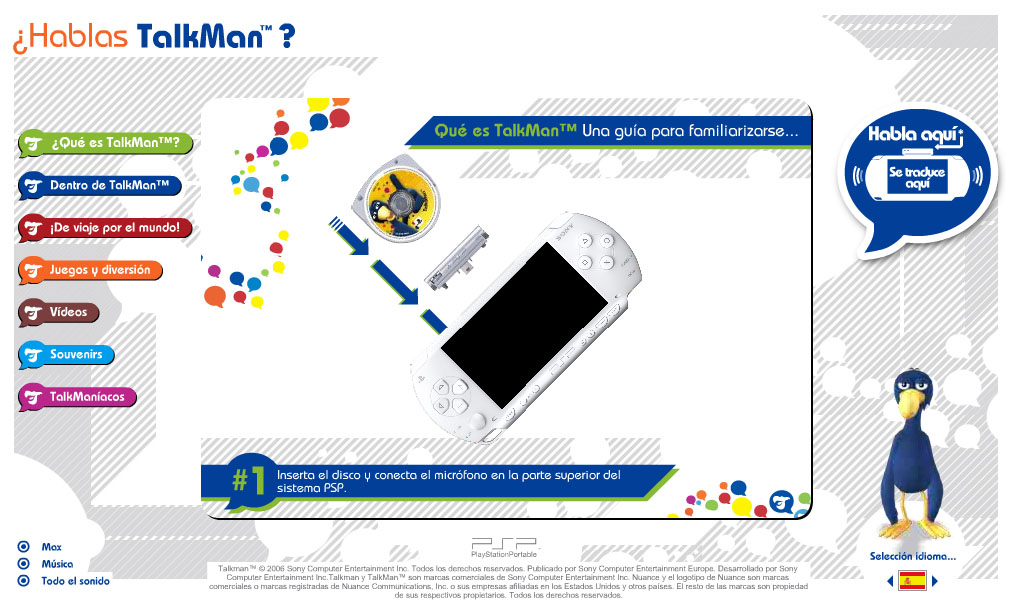 ¿Hablas TalkMan™ ?
¿Qué es TalkMan™?
Dentro de TalkMan™
¡De viaje por el mundo!
Juegos y diversión
Vídeos
Souvenirs
TalkManíacos
Qué es TalkMan™ Una guía para familiarizarse...
SONY
#1
Inserta el disco y conecta el micrófono en la parte superior del
sistema PSP.
Habla aquí
Se traduce
aquí
Max
Música
Todo el sonido
Selección idioma...
PSP™
PlayStationPortable
Talkman™ © 2006 Sony Computer Entertainment Inc. Todos los derechos reservados. Publicado por Sony Computer Entertainment Europe. Desarrollado por Sony
Computer Entertainment Inc.Talkman y TalkMan™ son marcas comerciales de Sony Computer Entertainment Inc. Nuance y el logotipo de Nuance son marcas
comerciales o marcas registradas de Nuance Communications, Inc. o sus empresas afiliadas en los Estados Unidos y otros países. El resto de las marcas son propiedad
de sus respectivos propietarios. Todos los derechos reservados.